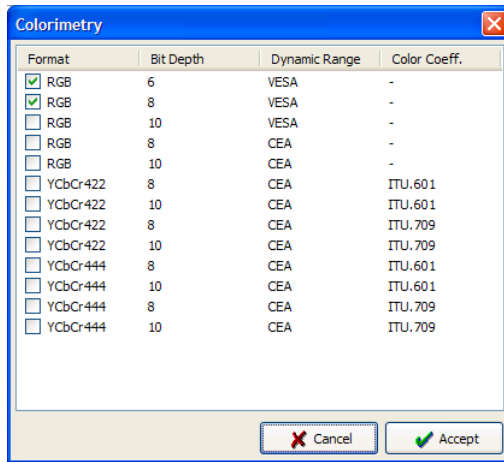 Colorimetry
Format Bit Depth Dynamic Range Color Coeff.
RGB 6 VESA -
RGB 8 VESA -
RGB 10 VESA -
RGB 8 CEA -
RGB 10 CEA -
YCbCr422 8 CEA ITU.601
YCbCr422 10 CEA ITU.601
YCbCr422 8 CEA ITU.709
YCbCr422 10 CEA ITU.709
YCbCr444 8 CEA ITU.601
YCbCr444 10 CEA ITU.601
YCbCr444 8 CEA ITU.709
YCbCr444 10 CEA ITU.709
Cancel Accept